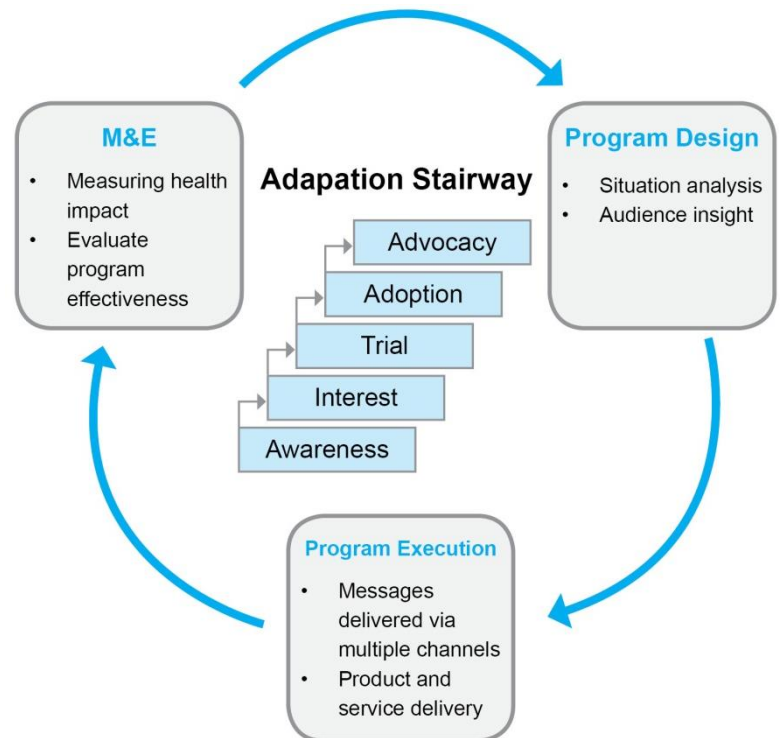 M&E
• Measuring health
impact
• Evaluate
program
effectiveness
Adapation Stairway
Advocacy
Adoption
Trial
Interest
Awareness
Program Design
• Situation analysis
• Audience insight
Program Execution
• Messages
delivered via
multiple channels
• Product and
service delivery